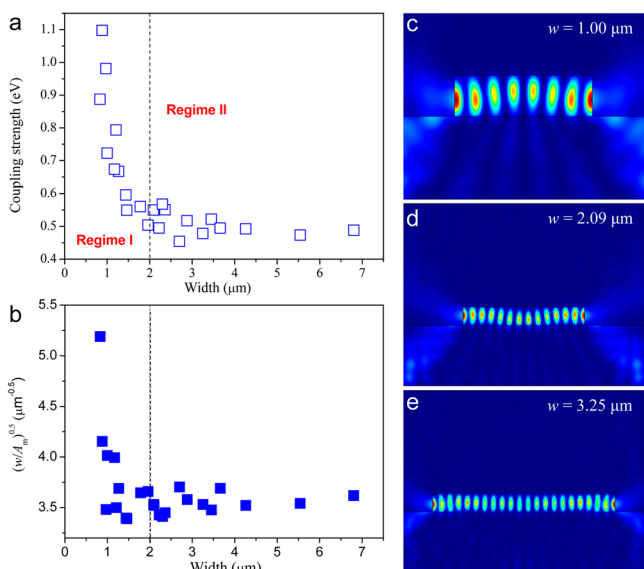 a
1.1
1.0
0.9
0.8
0.7
0.6
0.5
0.4
Coupling strength (eV)
Regime I
Regime II
0 1 2 3 4 5 6 7
Width (μm)
b
5.5
5.0
4.5
4.0
3.5
3.0
(w/Am)^0.5 (μm^-0.5)
0 1 2 3 4 5 6 7
Width (μm)
c
w = 1.00 μm
d
w = 2.09 μm
e
w = 3.25 μm